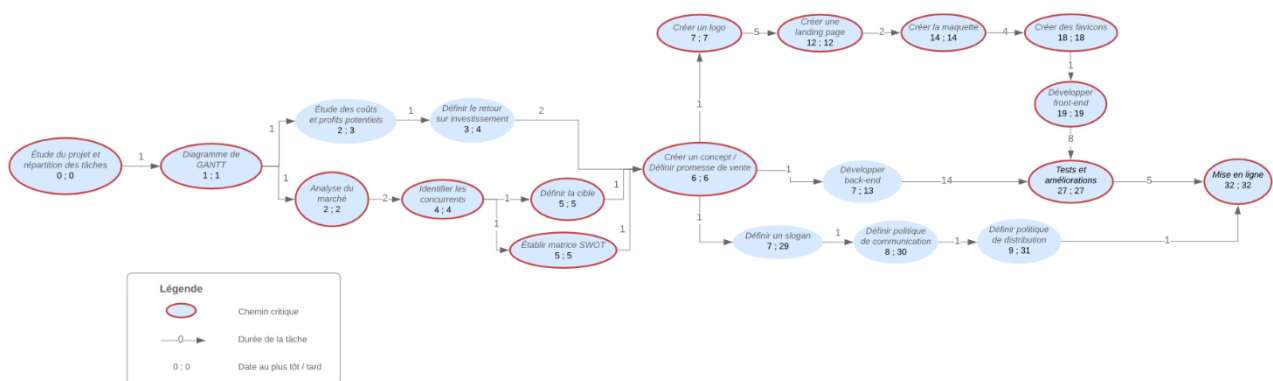 Créer un logo
7 ; 7
5
Créer une
landing page
12 ; 12
2
Créer la maquette
14 ; 14
4
Créer des favicons
18 ; 18
1
Développer
front-end
19 ; 19
8
1
Étude des coûts
et profits potentiels
2 ; 3
1
Définir le retour
sur investissement
3 ; 4
2
1
Étude du projet et
répartition des tâches
0 ; 0
1
Diagramme de
GANTT
1 ; 1
1
Analyse du
marché
2 ; 2
2
Identifier les
concurrents
4 ; 4
1
Définir la cible
5 ; 5
1
1
Établir matrice SWOT
5 ; 5
1
Créer un concept /
Définir promesse de vente
6 ; 6
1
Développer
back-end
7 ; 13
14
Tests et
améliorations
27 ; 27
5
Mise en ligne
32 ; 32
1
Définir un slogan
7 ; 29
1
Définir politique
de communication
8 ; 30
1
Définir politique
de distribution
9 ; 31
1
Légende
Chemin critique
0
Durée de la tâche
0 ; 0
Date au plus tôt / tard